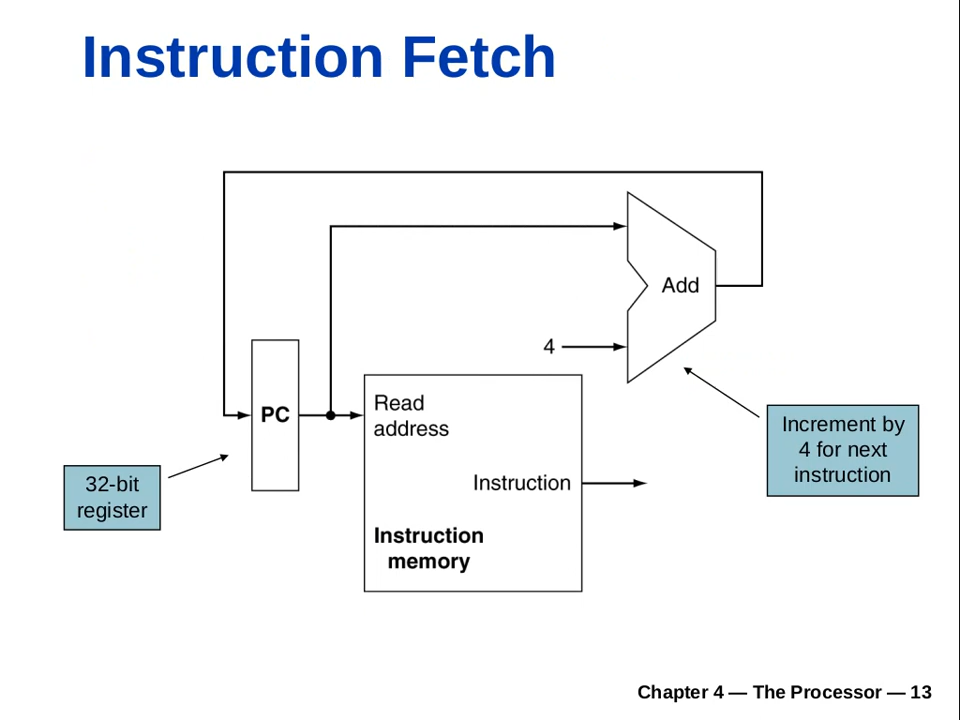 Instruction Fetch
Add
4
PC
Read
address
Increment by
4 for next
instruction
32-bit
register
Instruction
Instruction
memory
Chapter 4 — The Processor — 13